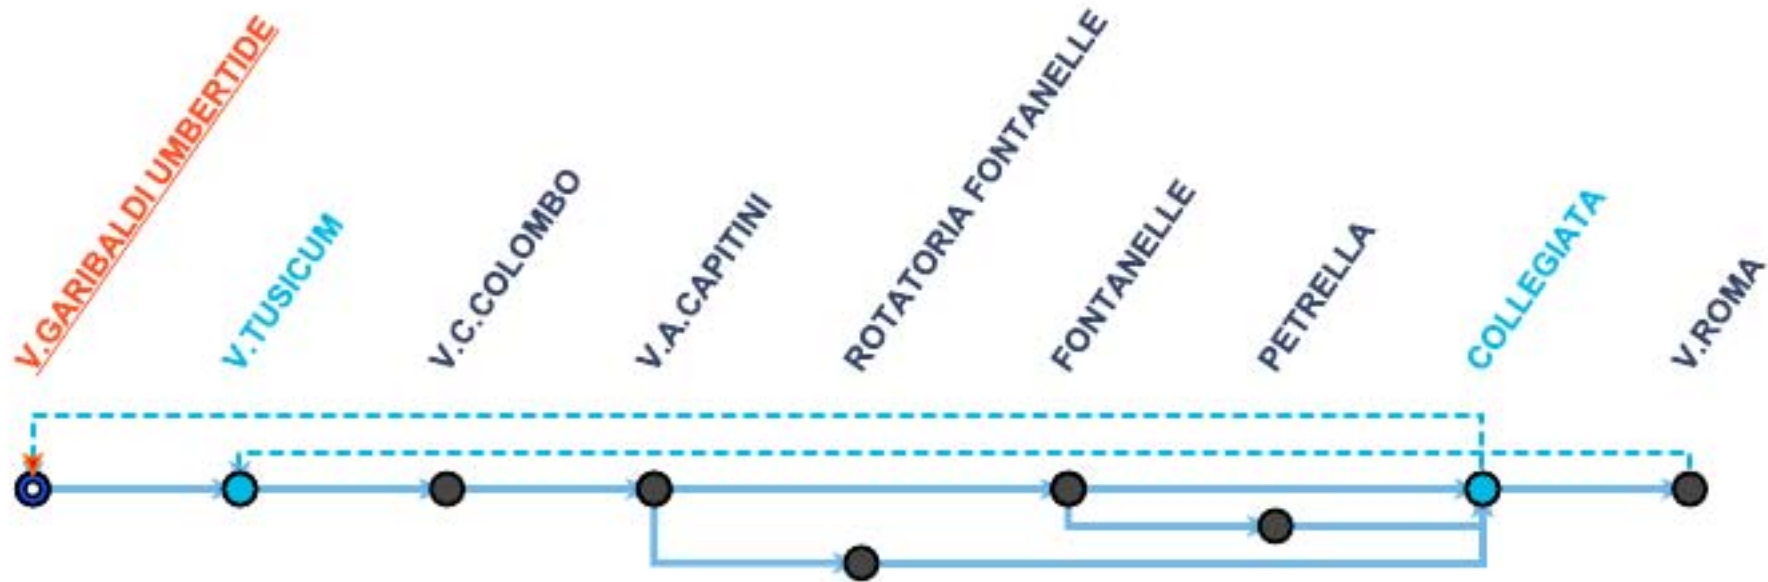 V.GARIBALDI UMBERTIDE
V.TUSICUM
V.C.COLOMBO
V.A.CAPITINI
ROTATORIA FONTANELLE
FONTANELLE
PETRELLA
COLLEGIATA
V.ROMA